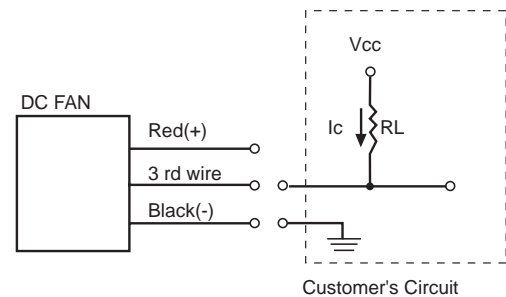 Vcc
DC FAN
Red(+)
Ic
RL
3 rd wire
Black(-)
Customer's Circuit